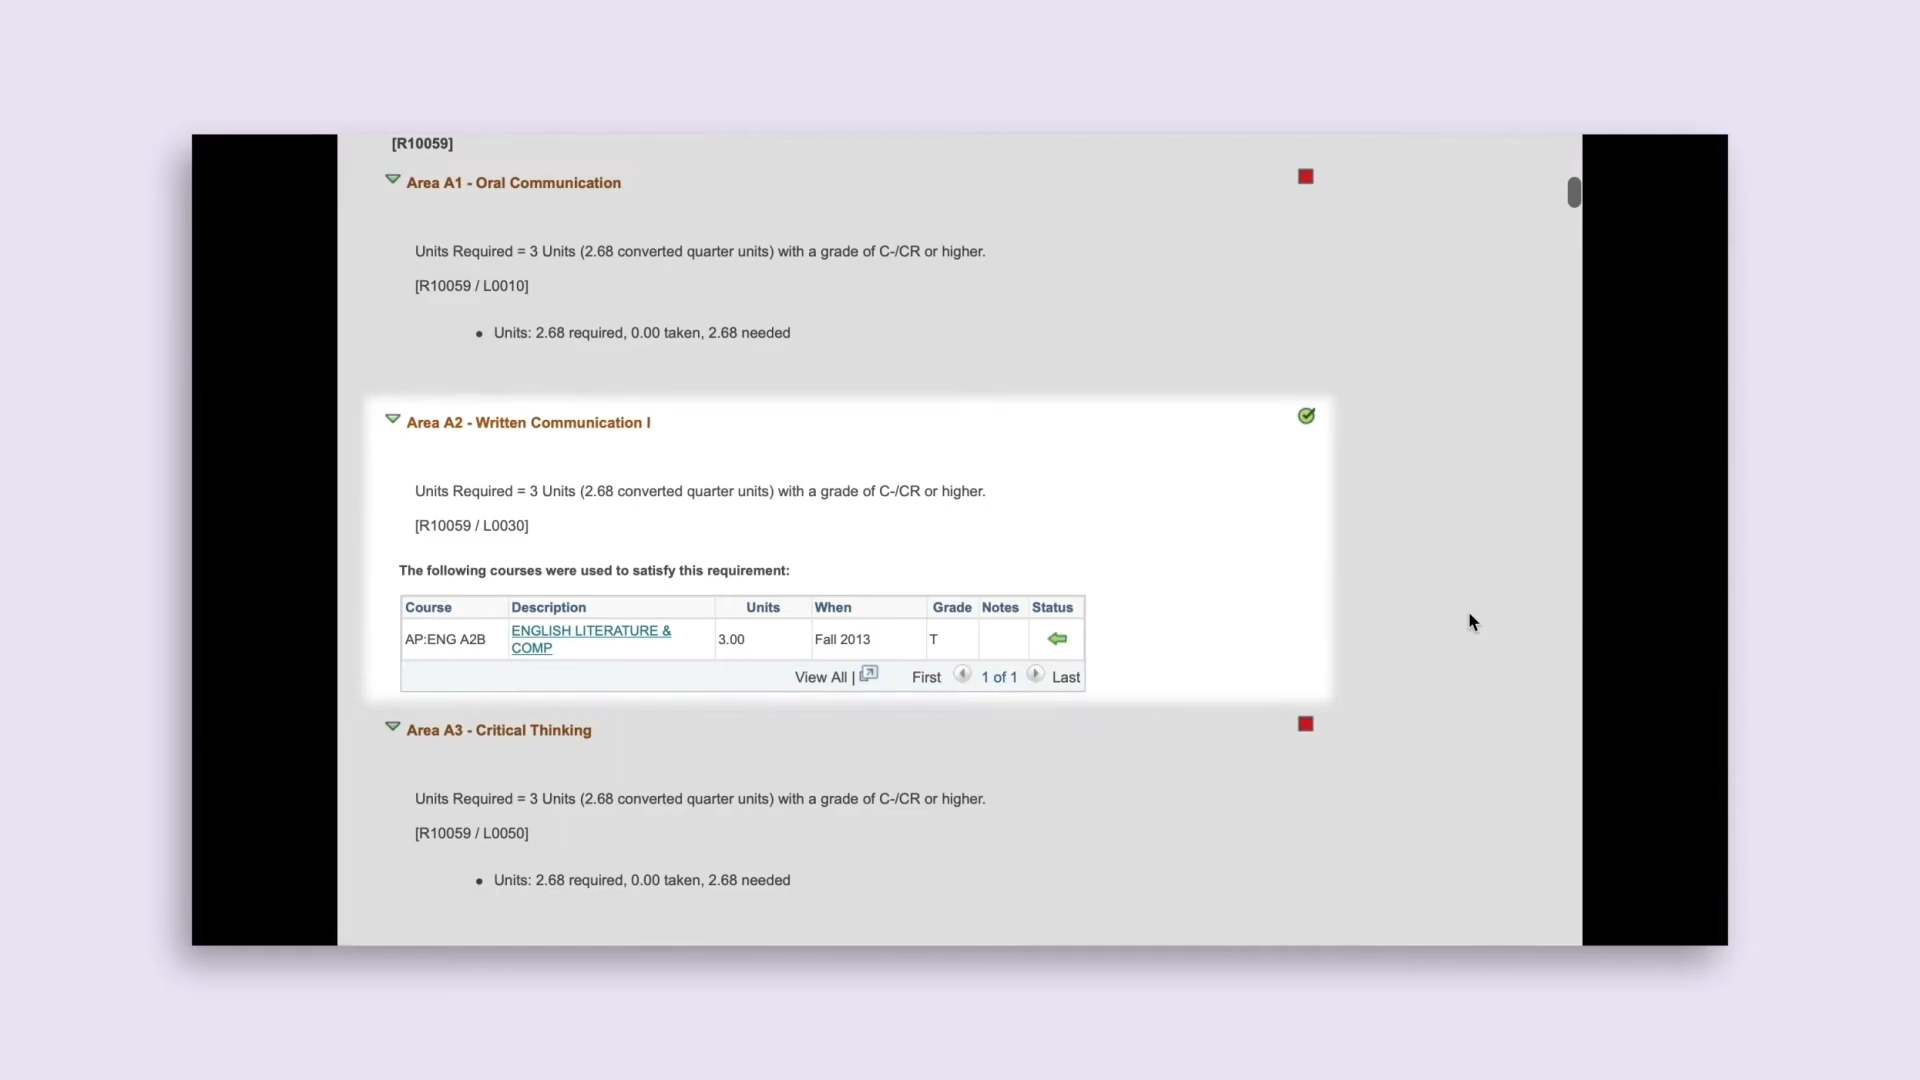 [R10059]
Area A1 - Oral Communication
Units Required = 3 Units (2.68 converted quarter units) with a grade of C-/CR or higher.
[R10059 / L0010]
• Units: 2.68 required, 0.00 taken, 2.68 needed
Area A2 - Written Communication I
Units Required = 3 Units (2.68 converted quarter units) with a grade of C-/CR or higher.
[R10059 / L0030]
The following courses were used to satisfy this requirement:
Course Description Units When Grade Notes Status
AP:ENG A2B ENGLISH LITERATURE & COMP 3.00 Fall 2013 T
View All | First 1 of 1 Last
Area A3 - Critical Thinking
Units Required = 3 Units (2.68 converted quarter units) with a grade of C-/CR or higher.
[R10059 / L0050]
• Units: 2.68 required, 0.00 taken, 2.68 needed